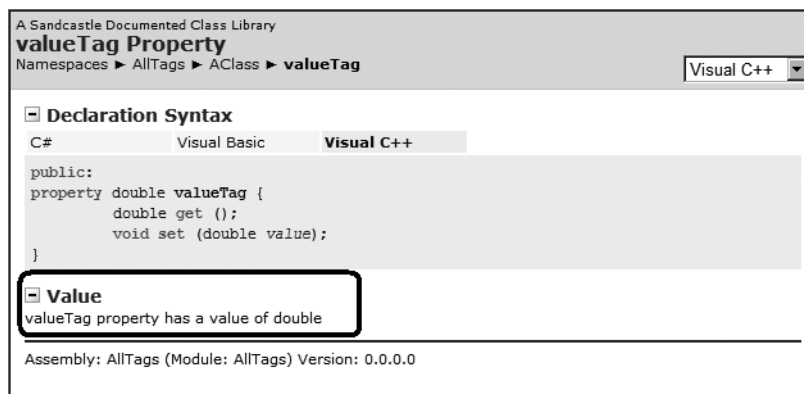 A Sandcastle Documented Class Library
valueTag Property
Namespaces ► AllTags ► AClass ► valueTag
Visual C++
Declaration Syntax
C# Visual Basic Visual C++
public:
property double valueTag {
double get ();
void set (double value);
}
Value
valueTag property has a value of double
Assembly: AllTags (Module: AllTags) Version: 0.0.0.0